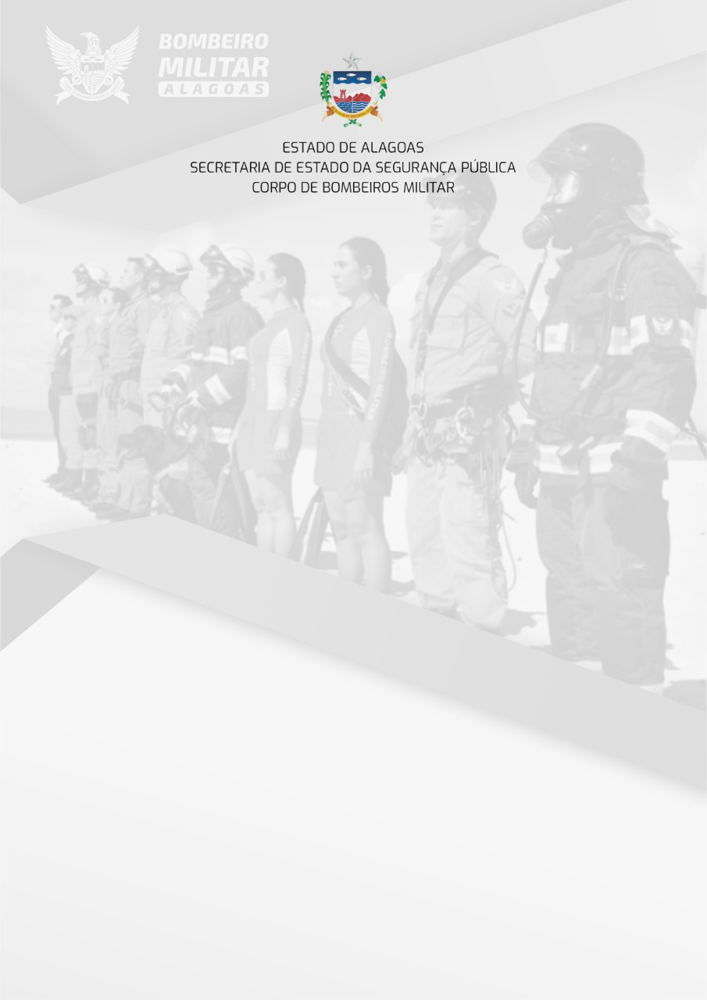 BOMBEIRO
MILITAR
ALAGOAS
ESTADO DE ALAGOAS
SECRETARIA DE ESTADO DA SEGURANÇA PÚBLICA
CORPO DE BOMBEIROS MILITAR